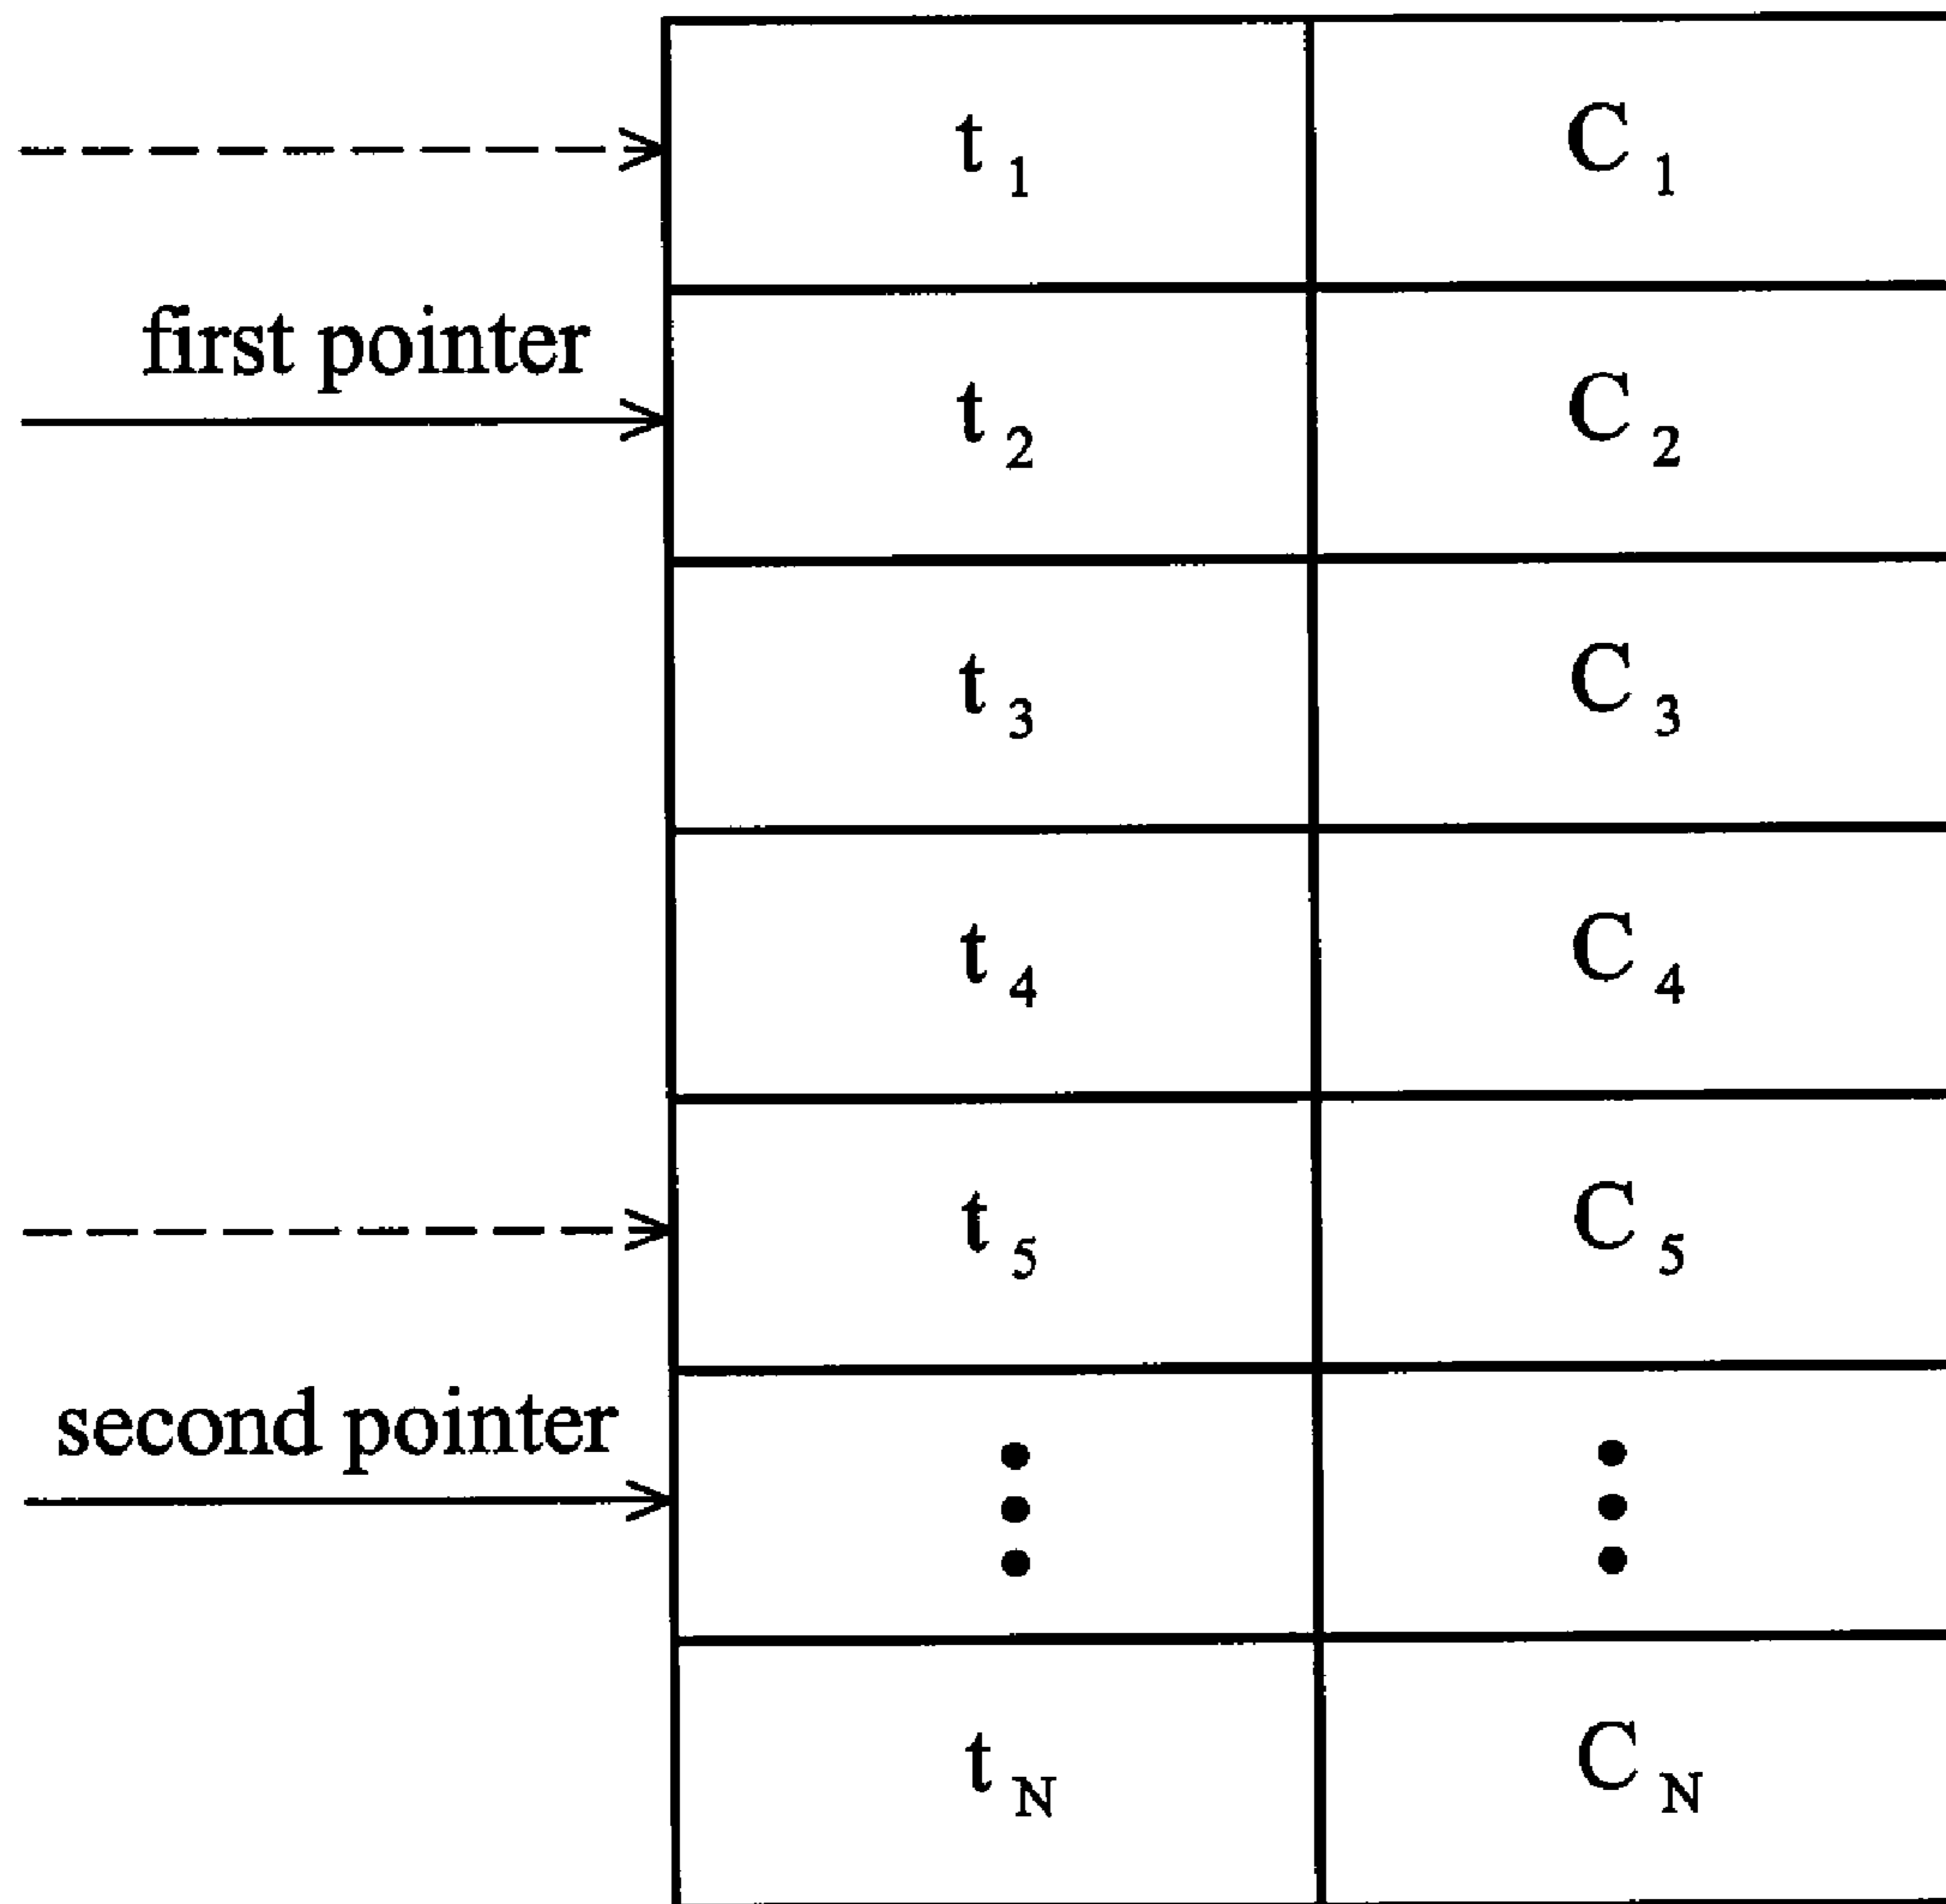 t 1 C 1
first pointer
t 2 C 2
t 3 C 3
t 4 C 4
t 5 C 5
second pointer
t N C N